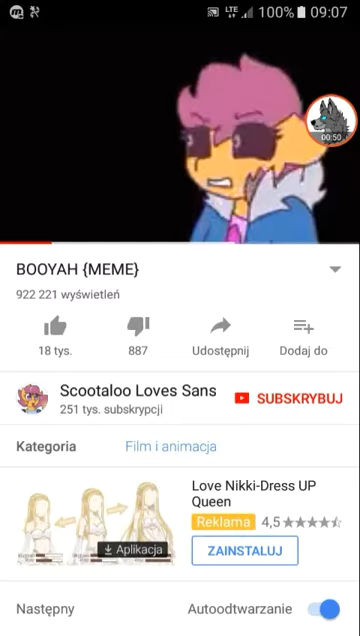 LTE 100% 09:07
00:50
BOOYAH {MEME}
922 221 wyświetleń
18 tys. 887 Udostępnij Dodaj do
Scootaloo Loves Sans
251 tys. subskrypcji
SUBSKRYBUJ
Kategoria Film i animacja
Love Nikki-Dress UP
Queen
Reklama 4,5
Aplikacja
ZAINSTALUJ
Następny Autoodtwarzanie